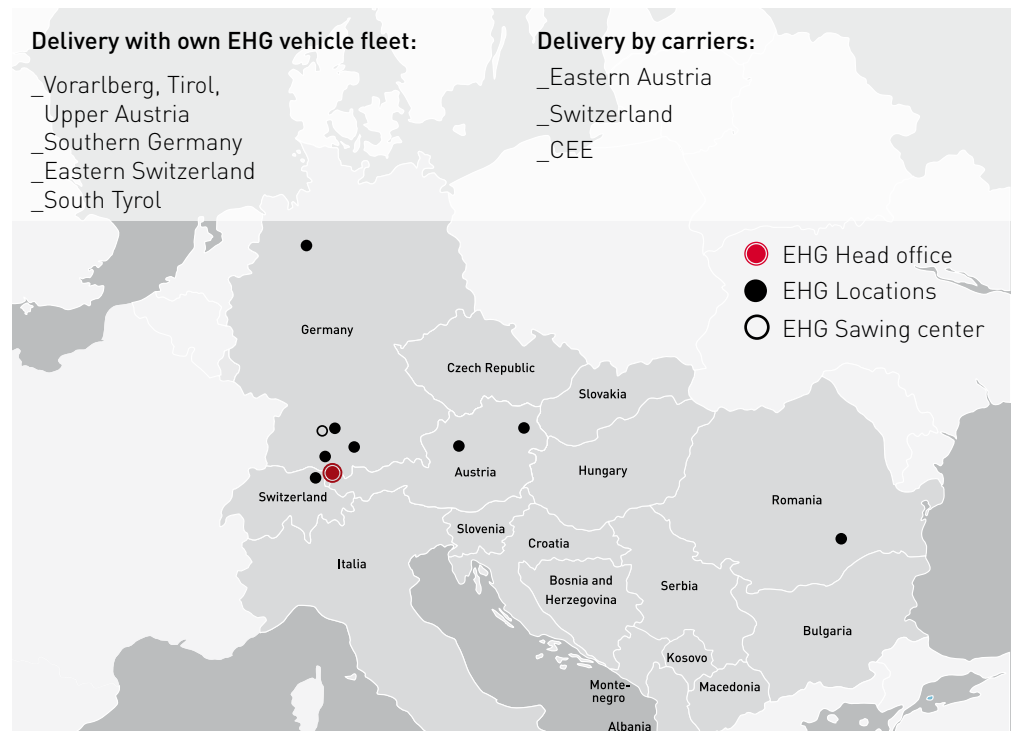 Delivery with own EHG vehicle fleet:
_Vorarlberg, Tirol,
Upper Austria
_Southern Germany
_Eastern Switzerland
_South Tyrol
Delivery by carriers:
_Eastern Austria
_Switzerland
_CEE
EHG Head office
EHG Locations
EHG Sawing center
Germany
Czech Republic
Slovakia
Austria
Hungary
Switzerland
Romania
Slovenia
Croatia
Italia
Bosnia and
Herzegovina
Serbia
Bulgaria
Kosovo
Monte-
negro
Macedonia
Albania